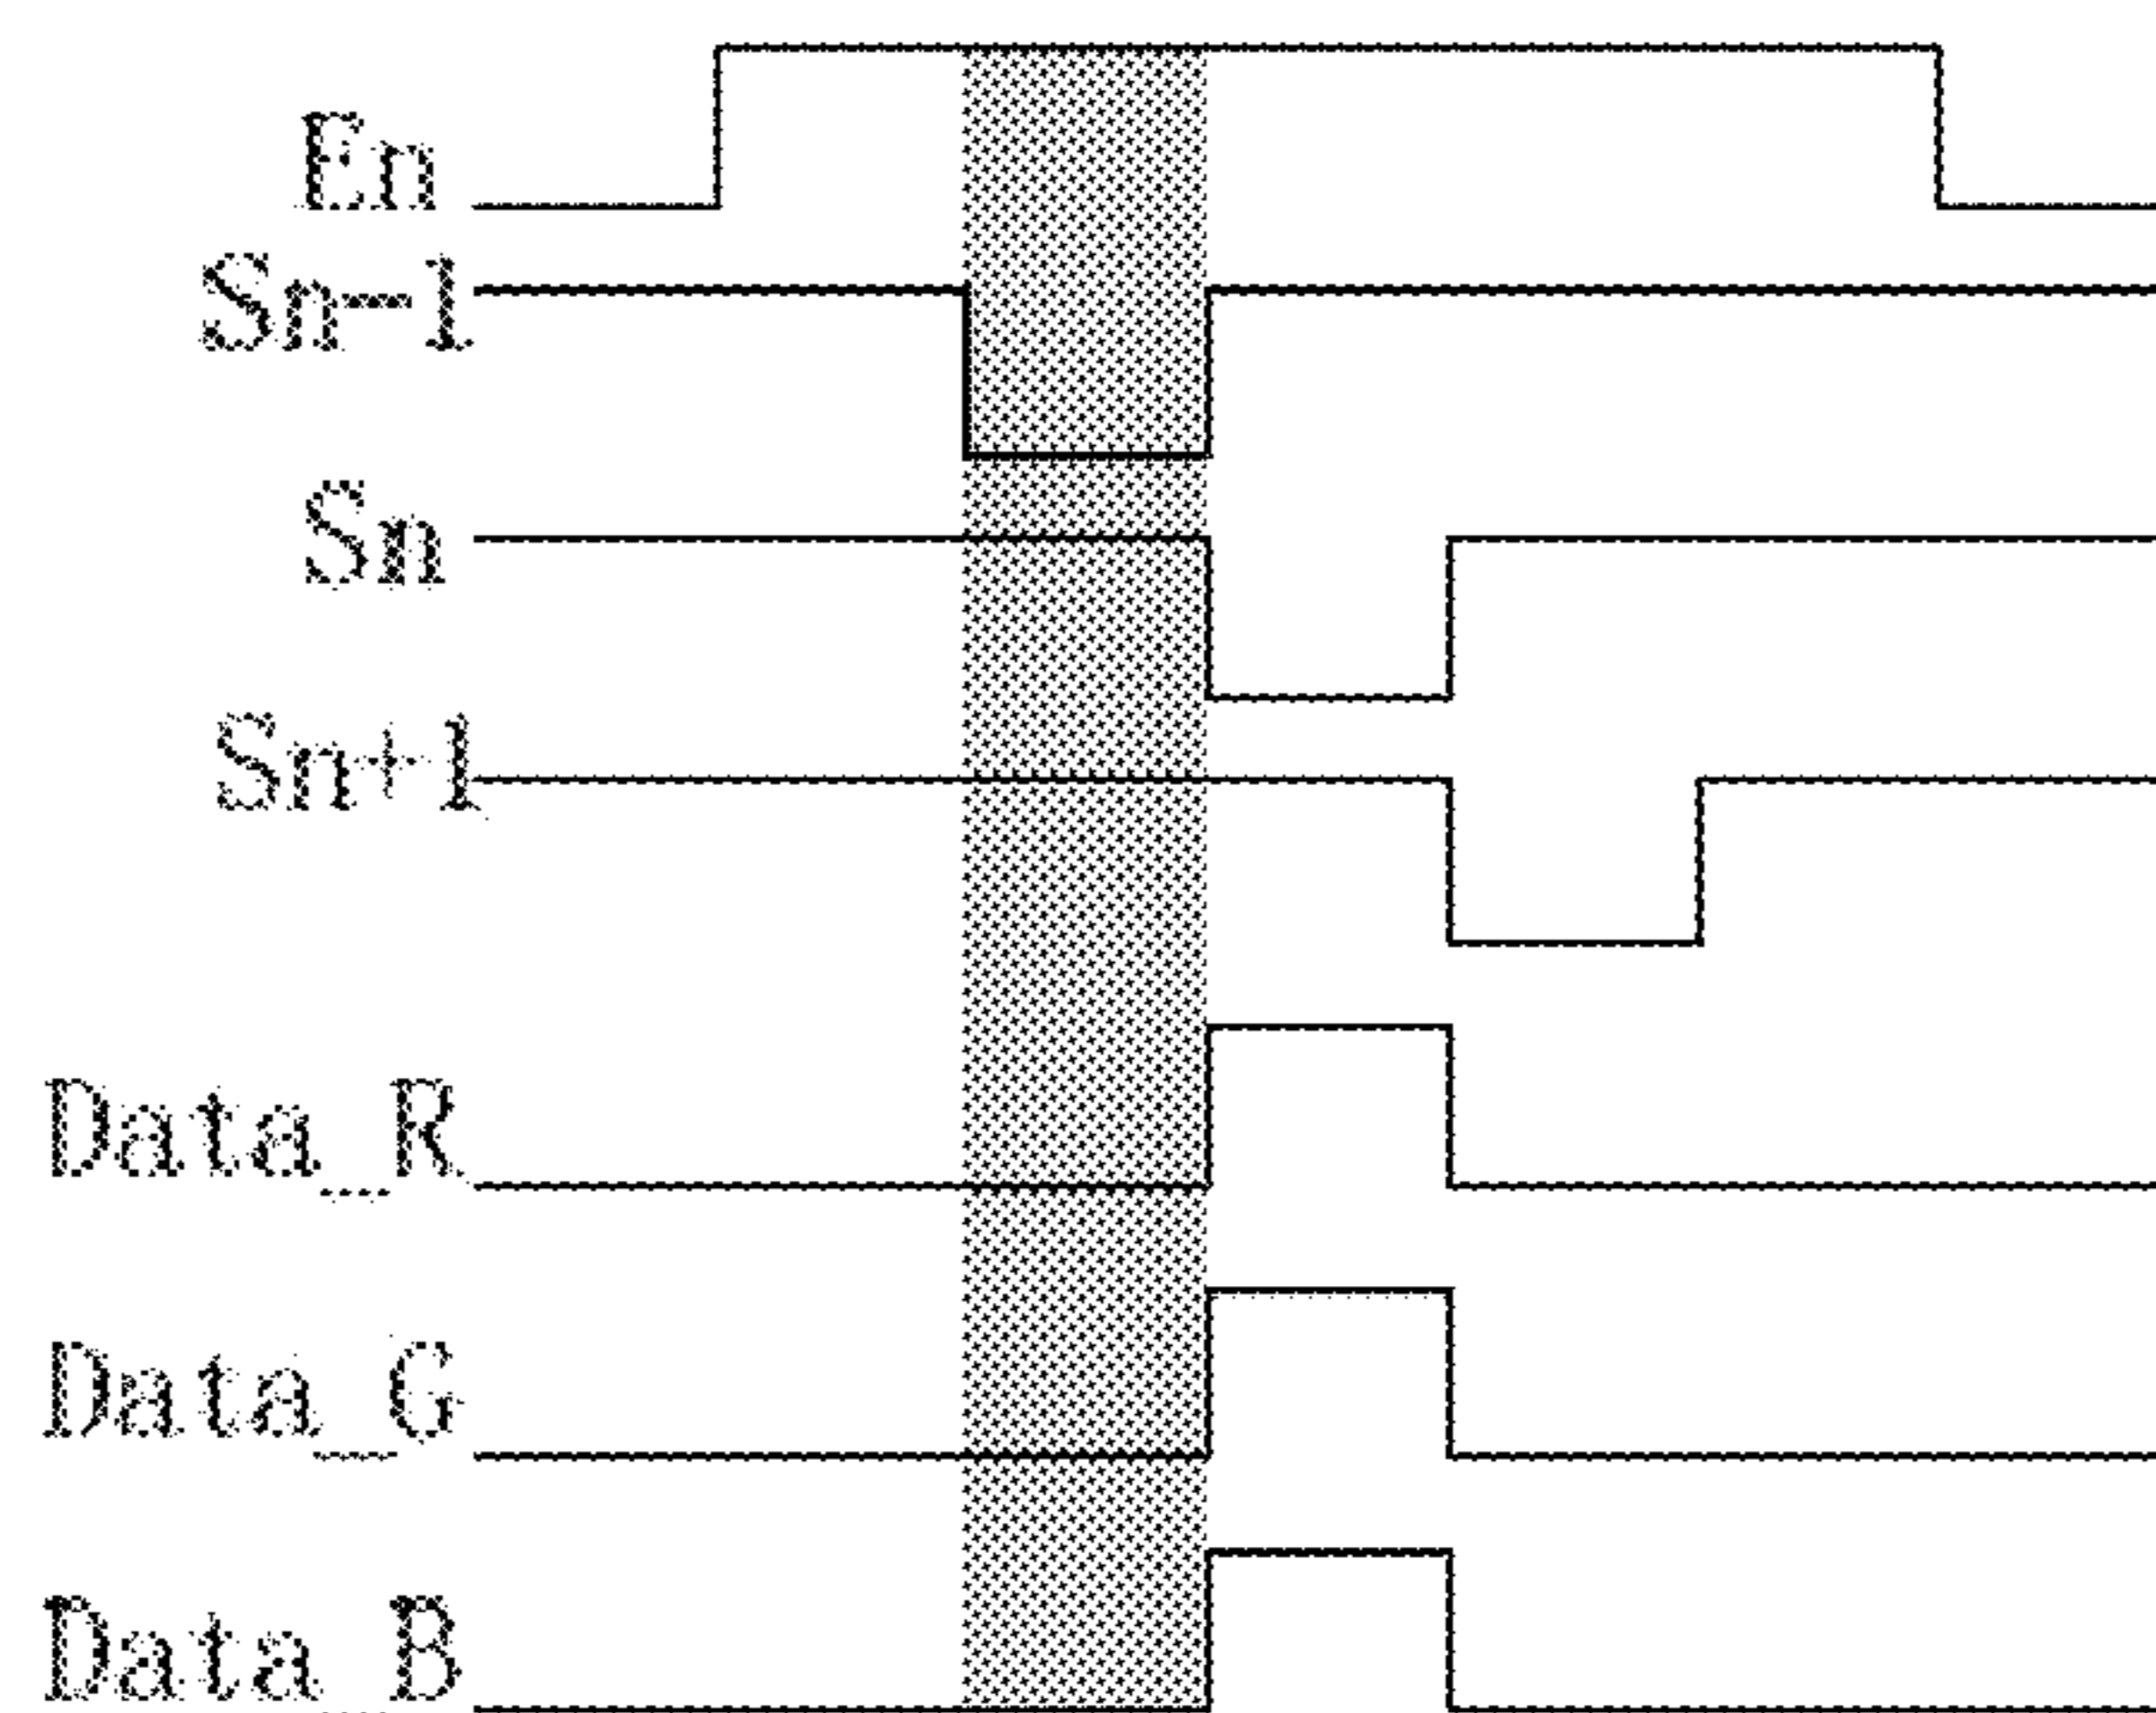 En
Sn-1
Sn
Sn+1
Data_R
Data_G
Data_B